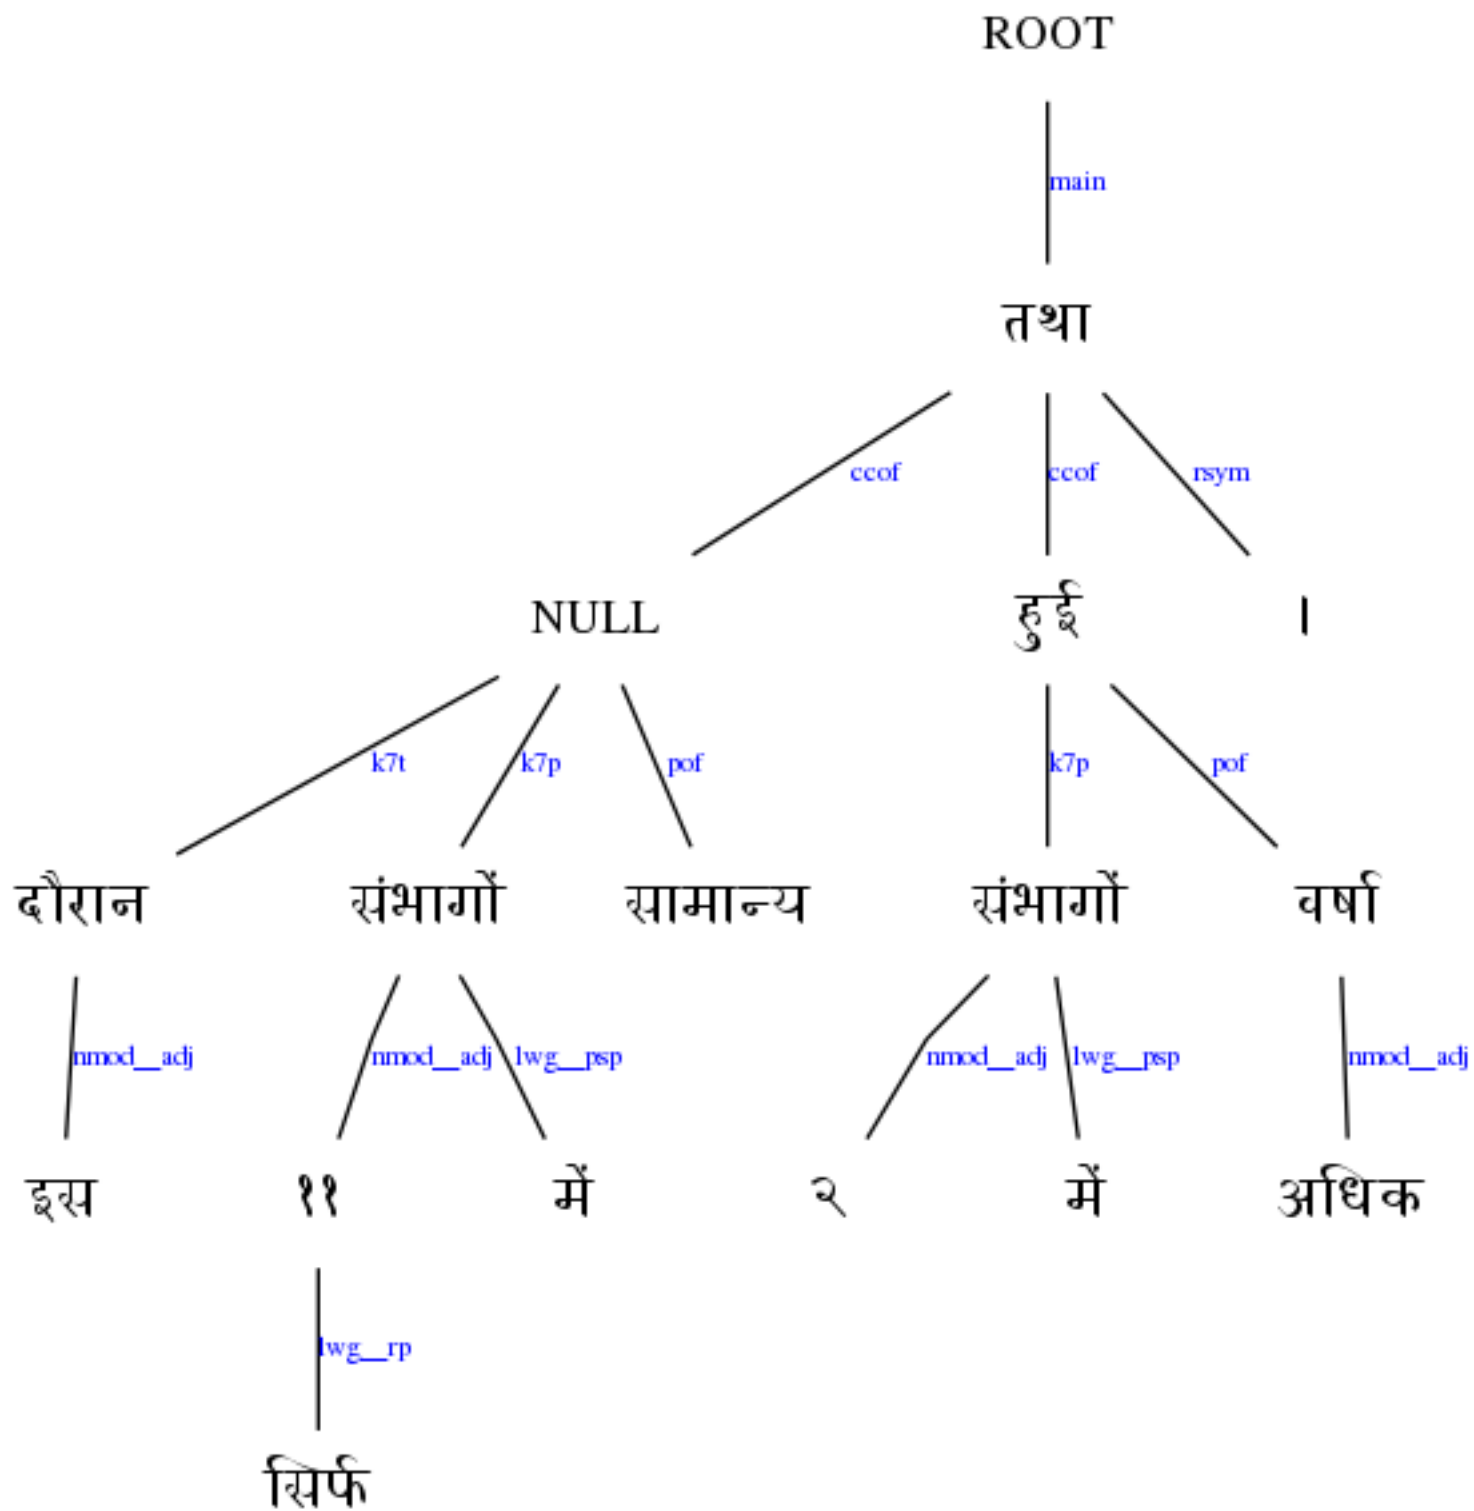 ROOT
main
तथा
ccof ccof rsym
NULL हुई ।
k7t k7p pof k7p pof
दौरान संभागों सामान्य संभागों वर्षा
nmod__adj nmod__adj lwg__psp nmod__adj lwg__psp nmod__adj
इस ११ में २ में अधिक
lwg__rp
सिर्फ